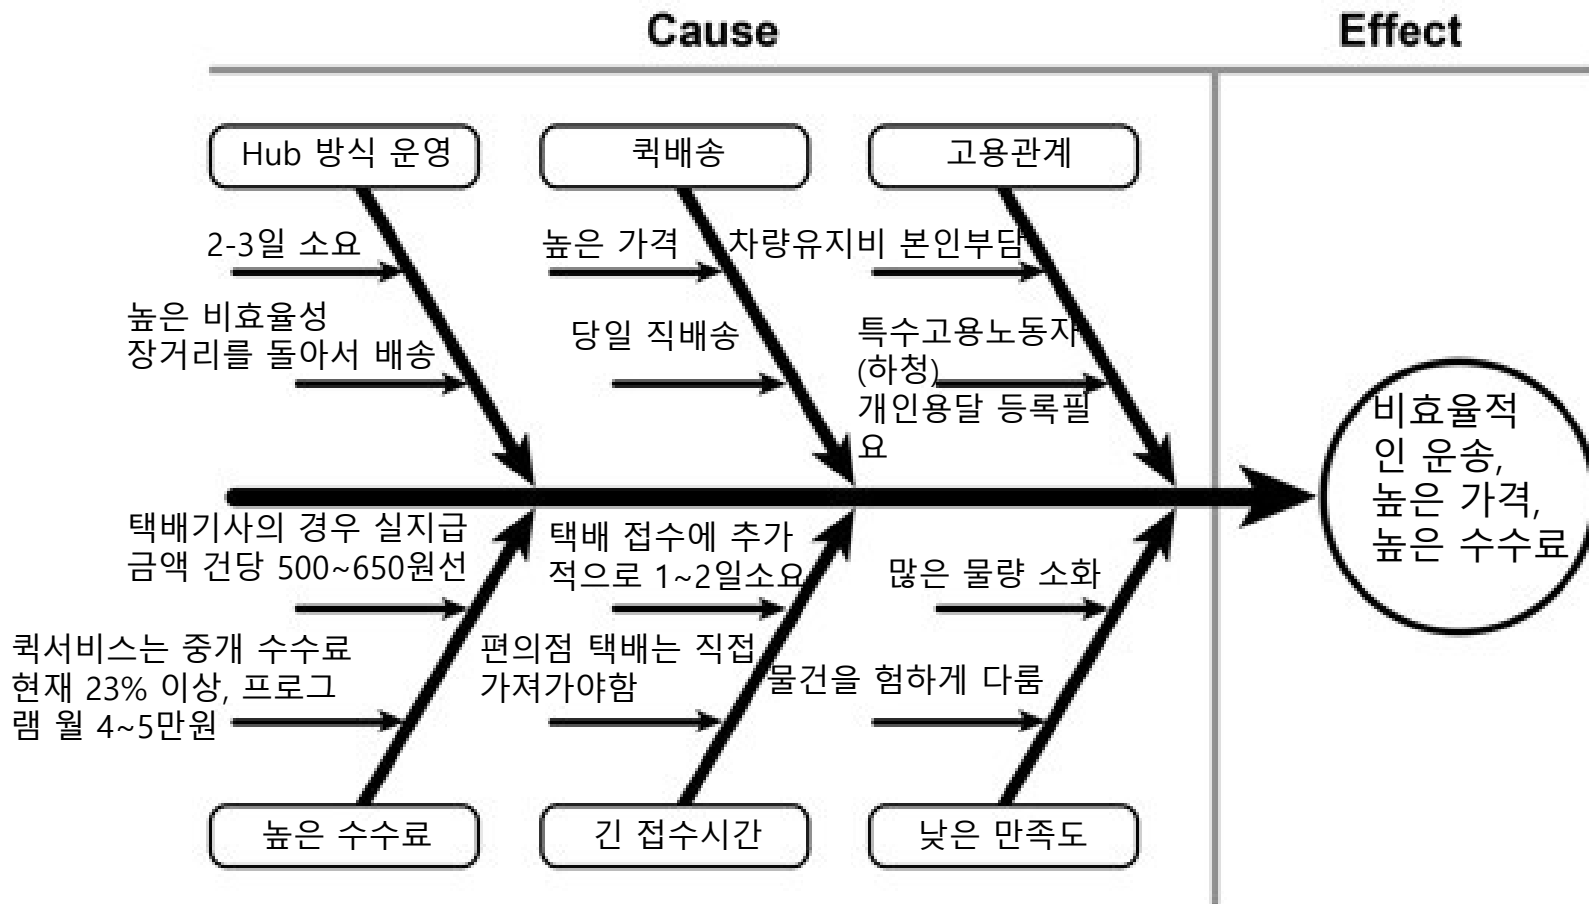 Cause
Effect
Hub 방식 운영
퀵배송
고용관계
2-3일 소요
높은 가격
차량유지비 본인부담
높은 비효율성
장거리를 돌아서 배송
당일 직배송
특수고용노동자
(하청)
개인용달 등록필
요
비효율적
인 운송,
높은 가격,
높은 수수료
택배기사의 경우 실지급
금액 건당 500~650원선
택배 접수에 추가
적으로 1~2일소요
많은 물량 소화
퀵서비스는 중개 수수료
현재 23% 이상, 프로그
램 월 4~5만원
편의점 택배는 직접
가져가야함
물건을 험하게 다룸
높은 수수료
긴 접수시간
낮은 만족도